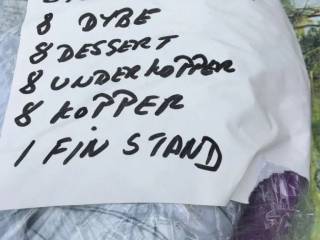 8 DYBE
8 DESSERT
8 UNDERKOPPER
8 KOPPER
1 FIN STAND